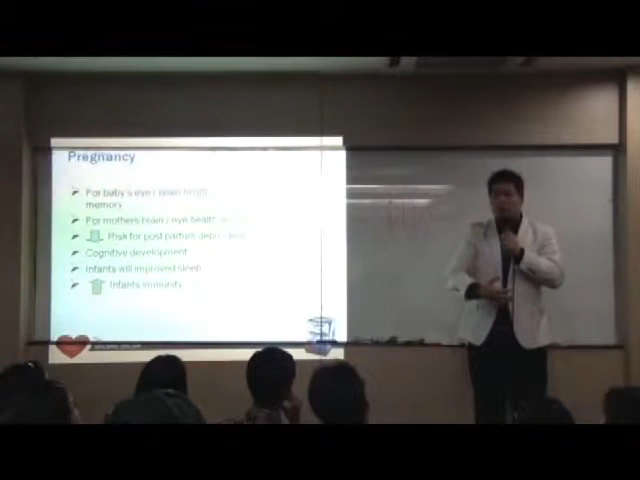 Pregnancy
For baby's eye / brain health
memory
For mothers brain / eye health
Risk for post partum
Cognitive development
Infants will improved sleep
Infants immunity